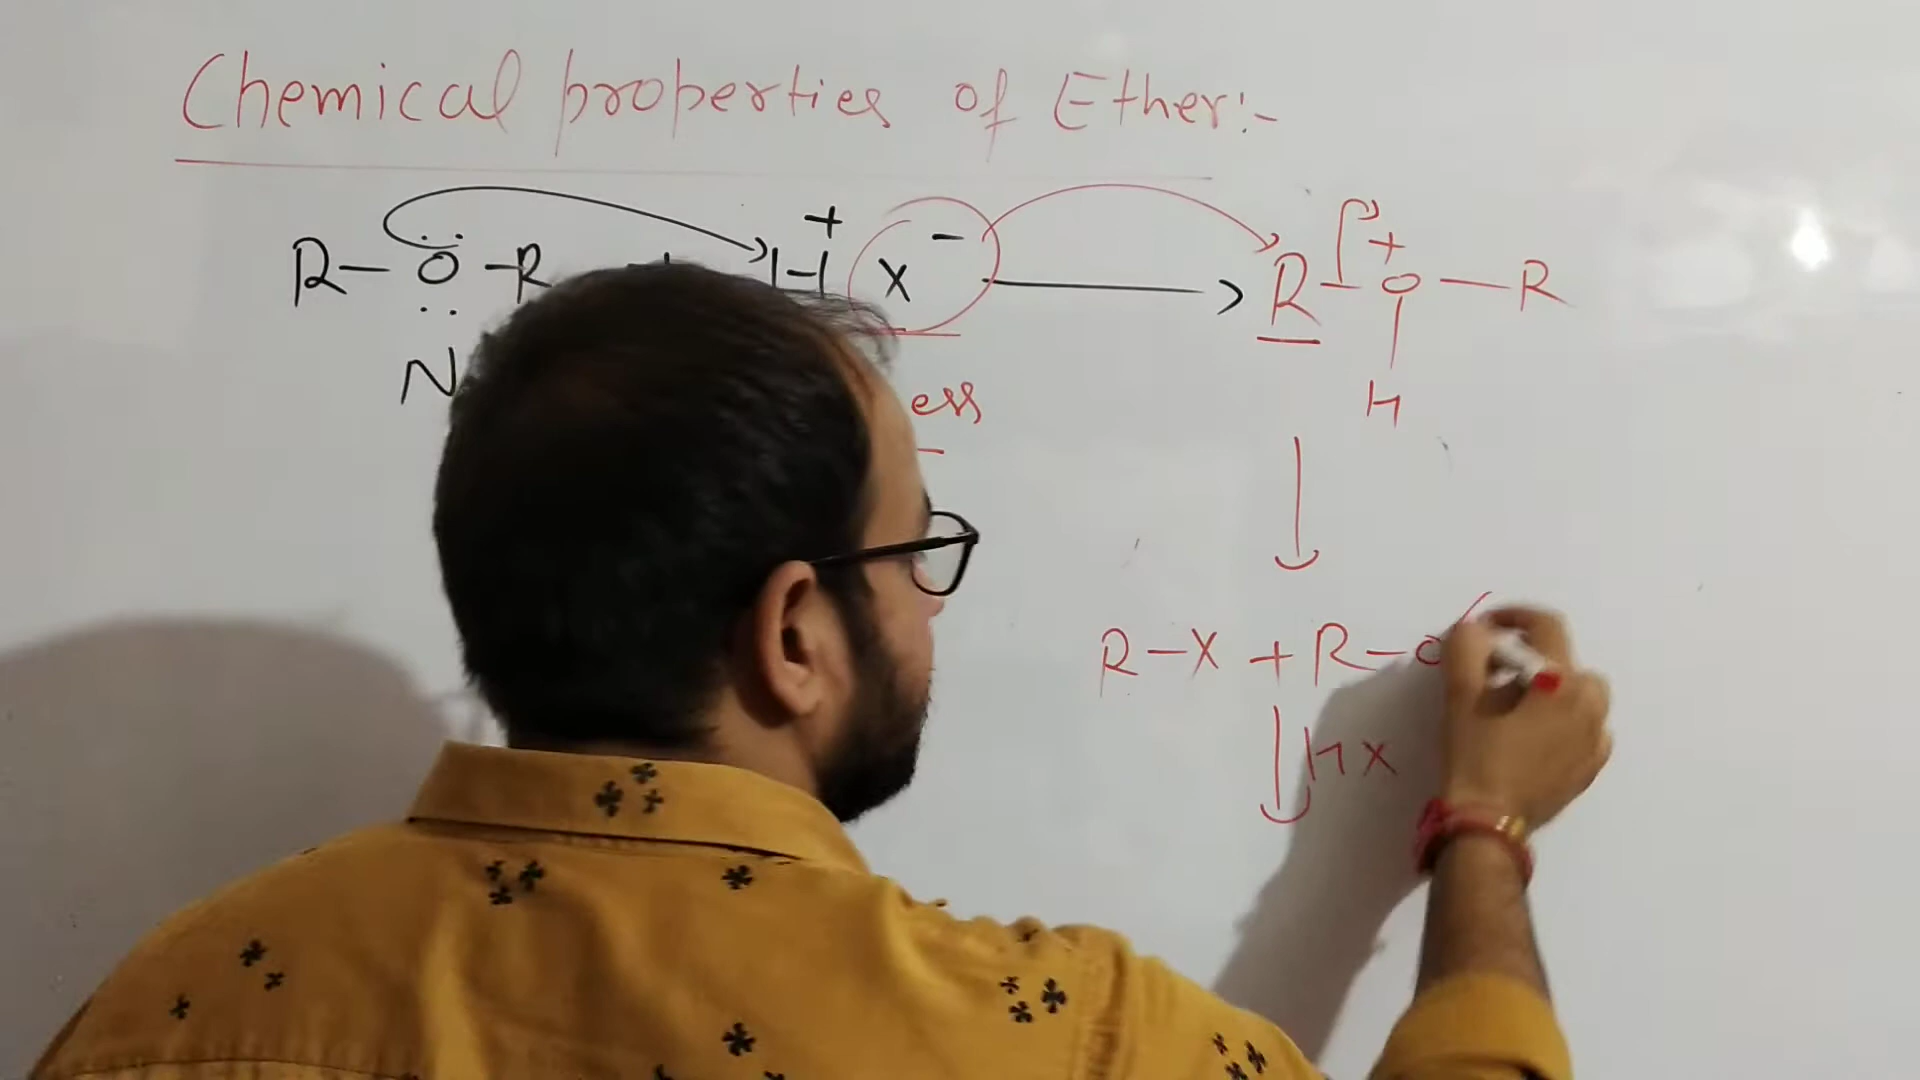 Chemical properties of Ether:-
R-Ö-R + H⁺ X⁻ → R-O⁺-R
N
ess
H
R-X + R-O
HX